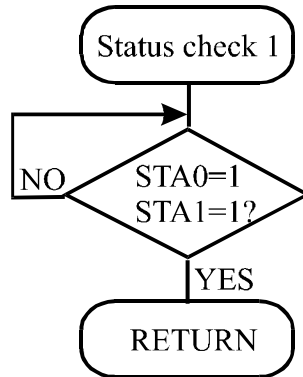 Status check 1
STA0=1
NO
STA1=1?
YES
RETURN